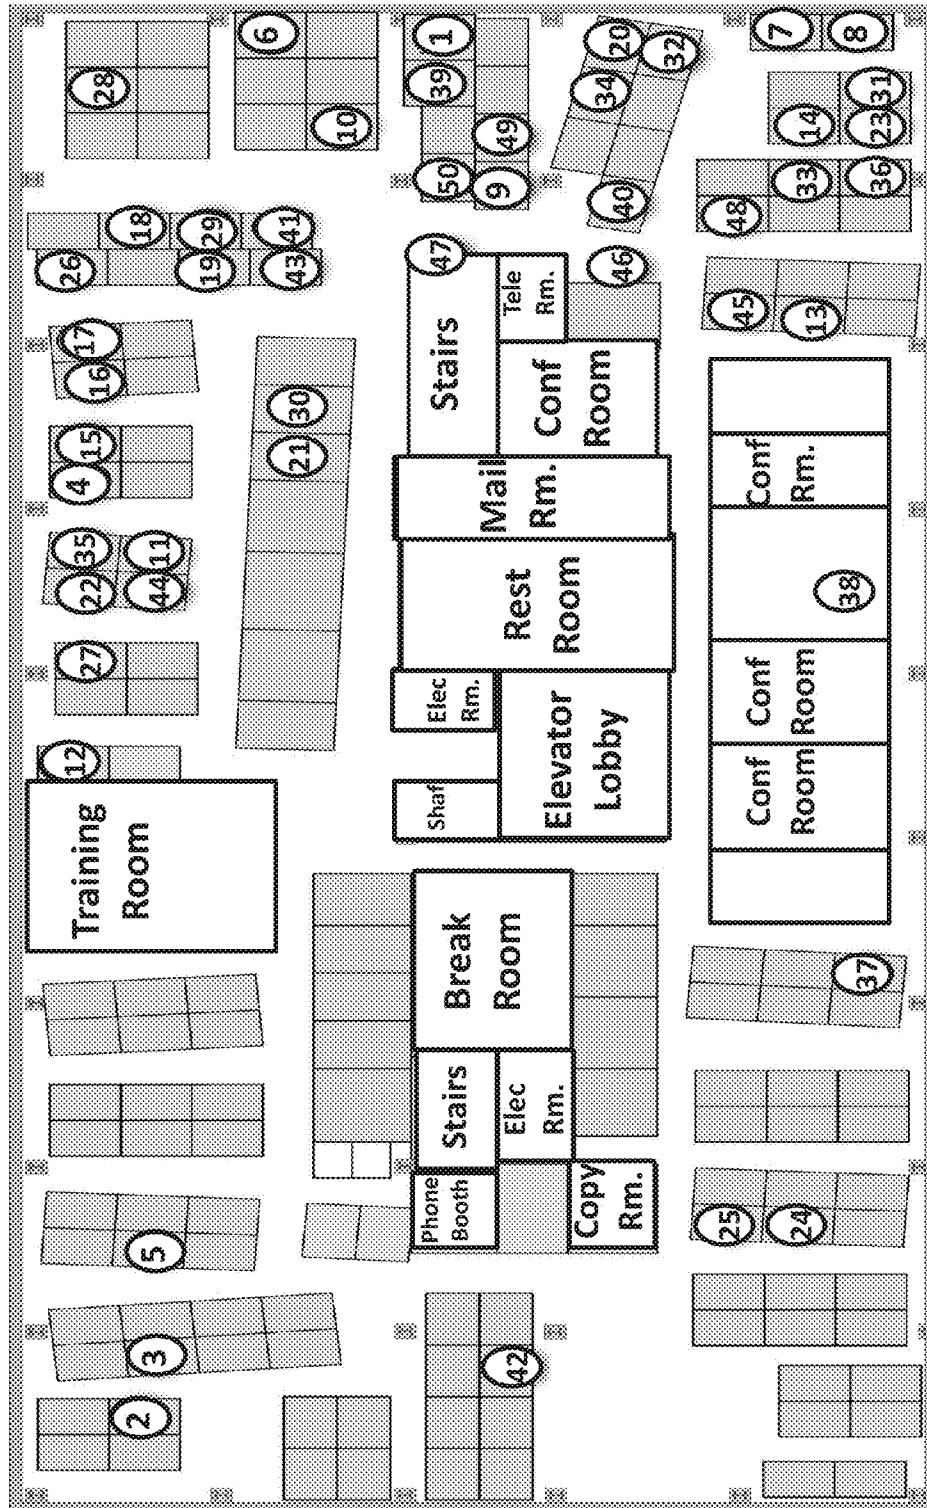 2
3
5
Training
Room
12
27
22
35
44
11
4
15
16
17
26
18
19
29
43
41
28
6
10
21
30
Phone
Booth
Stairs
Elec
Rm.
Copy
Rm.
Break
Room
Shaf
Elevator
Lobby
Elec
Rm.
Rest
Room
Mail
Rm.
Stairs
Conf
Room
Tele
Rm.
47
46
50
9
49
39
1
40
34
20
32
42
25
24
37
Conf
Room
Conf
Room
38
Conf
Rm.
45
13
48
33
36
14
23
31
7
8